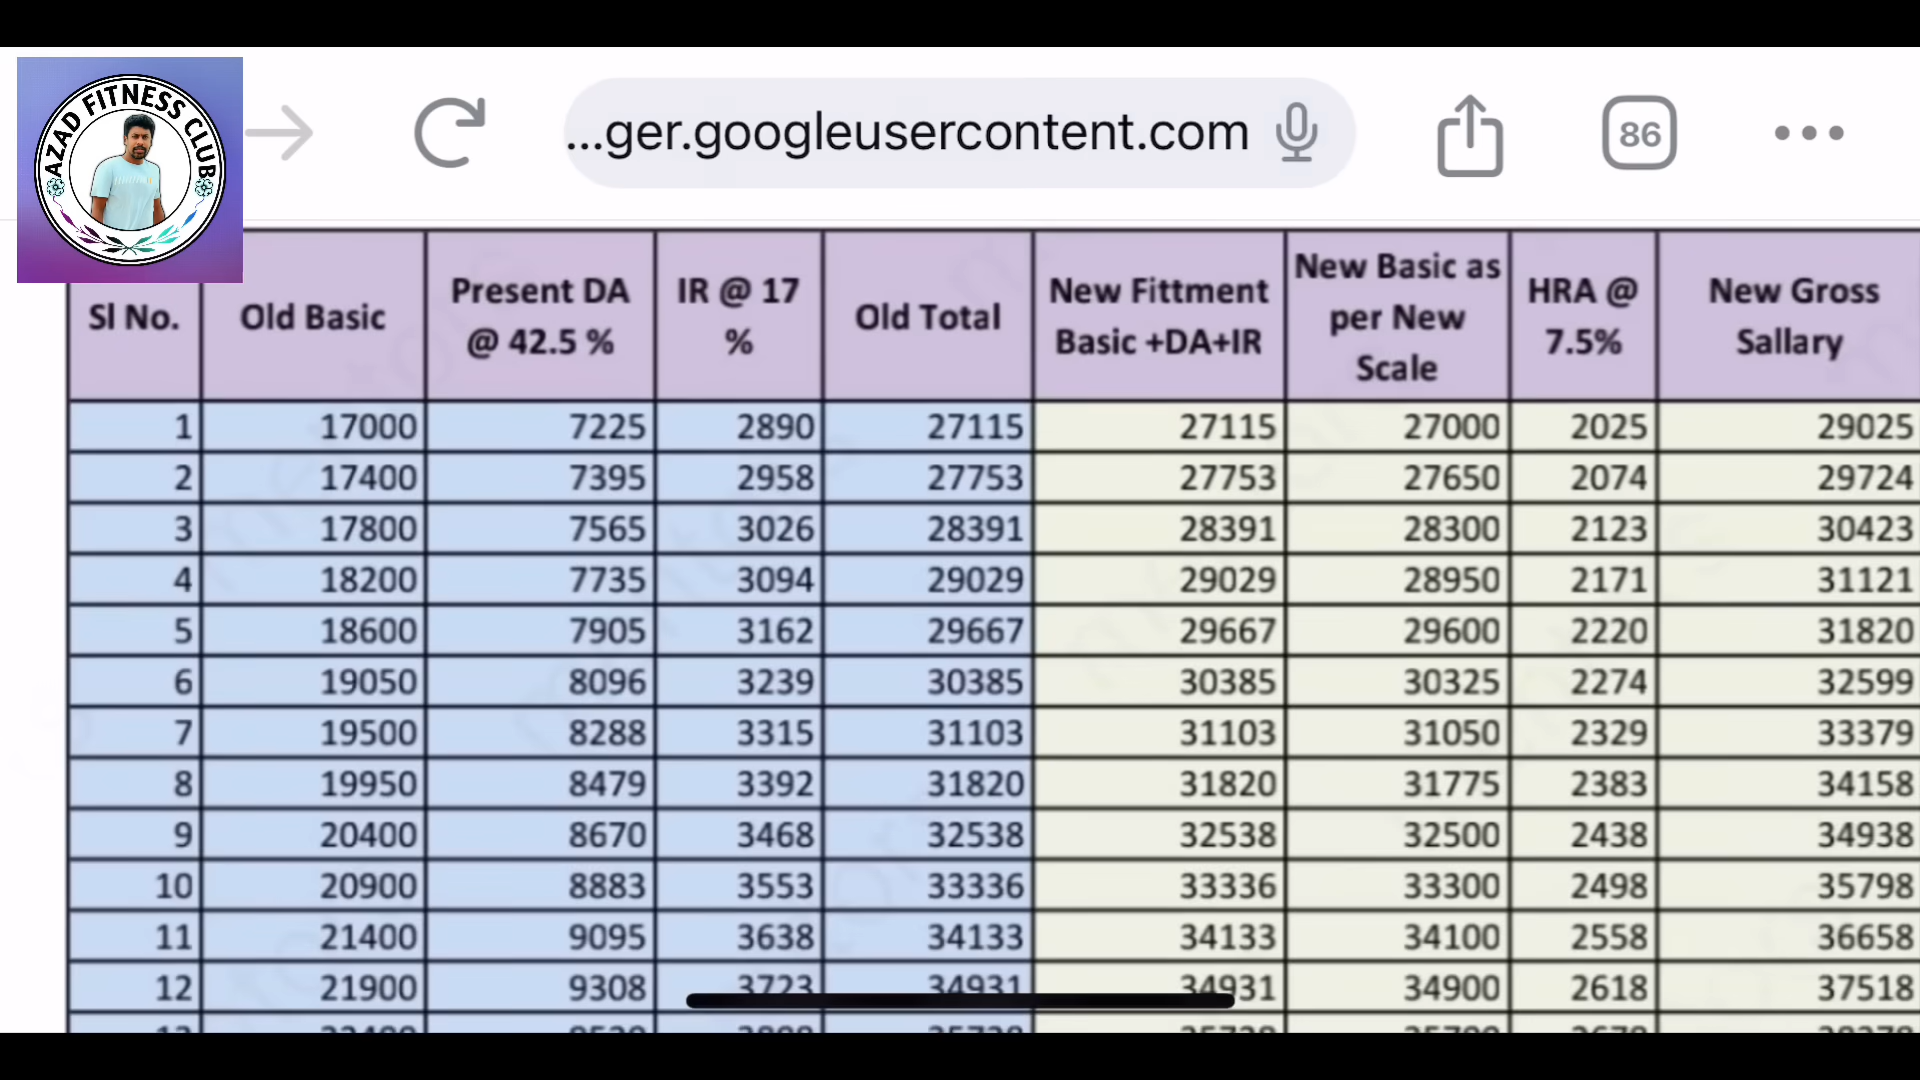 AZAD FITNESS CLUB
...ger.googleusercontent.com
86
Sl No. Old Basic Present DA @ 42.5 % IR @ 17 % Old Total New Fittment Basic +DA+IR New Basic as per New Scale HRA @ 7.5% New Gross Sallary
1 17000 7225 2890 27115 27115 27000 2025 29025
2 17400 7395 2958 27753 27753 27650 2074 29724
3 17800 7565 3026 28391 28391 28300 2123 30423
4 18200 7735 3094 29029 29029 28950 2171 31121
5 18600 7905 3162 29667 29667 29600 2220 31820
6 19050 8096 3239 30385 30385 30325 2274 32599
7 19500 8288 3315 31103 31103 31050 2329 33379
8 19950 8479 3392 31820 31820 31775 2383 34158
9 20400 8670 3468 32538 32538 32500 2438 34938
10 20900 8883 3553 33336 33336 33300 2498 35798
11 21400 9095 3638 34133 34133 34100 2558 36658
12 21900 9308 3723 34931 34931 34900 2618 37518